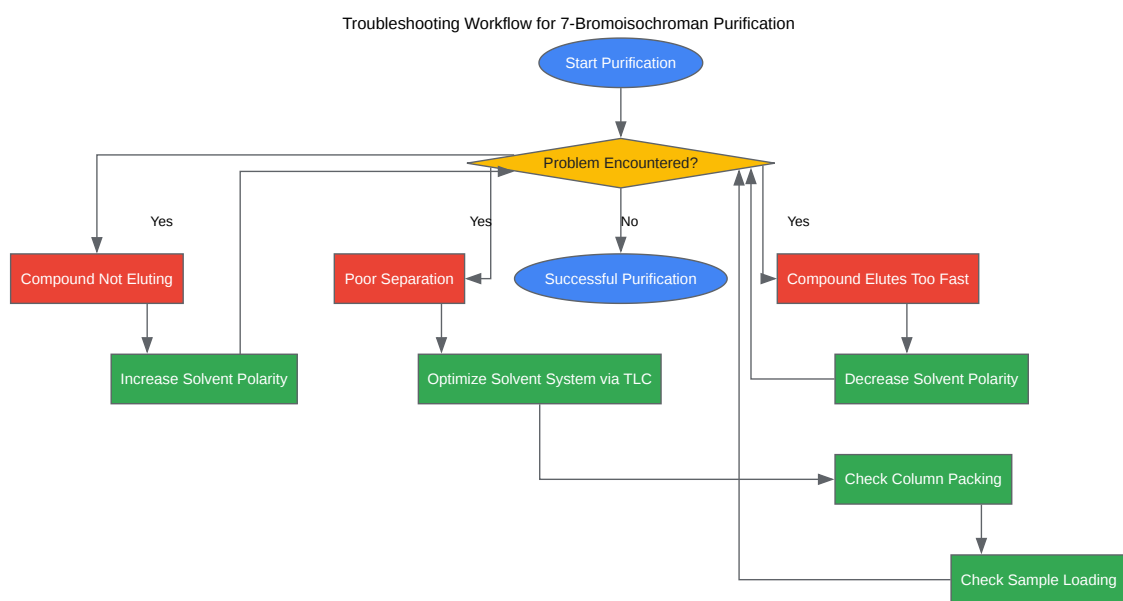 Troubleshooting Workflow for 7-Bromoisochroman Purification
Start Purification
Problem Encountered?
Yes
Yes
No
Yes
Compound Not Eluting
Poor Separation
Successful Purification
Compound Elutes Too Fast
Increase Solvent Polarity
Optimize Solvent System via TLC
Decrease Solvent Polarity
Check Column Packing
Check Sample Loading